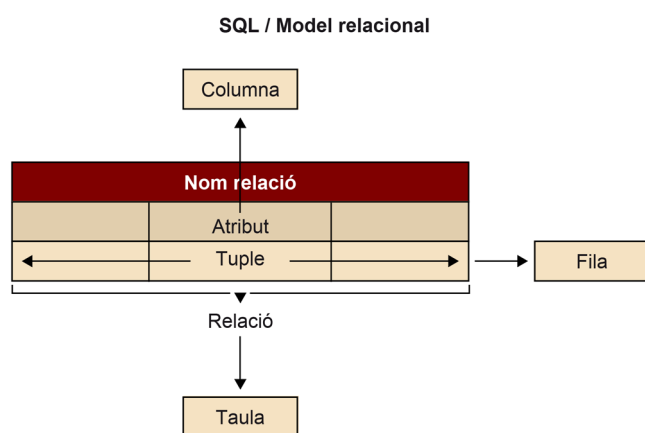 SQL / Model relacional
Columna
Nom relació
Atribut
Tuple
Fila
Relació
Taula